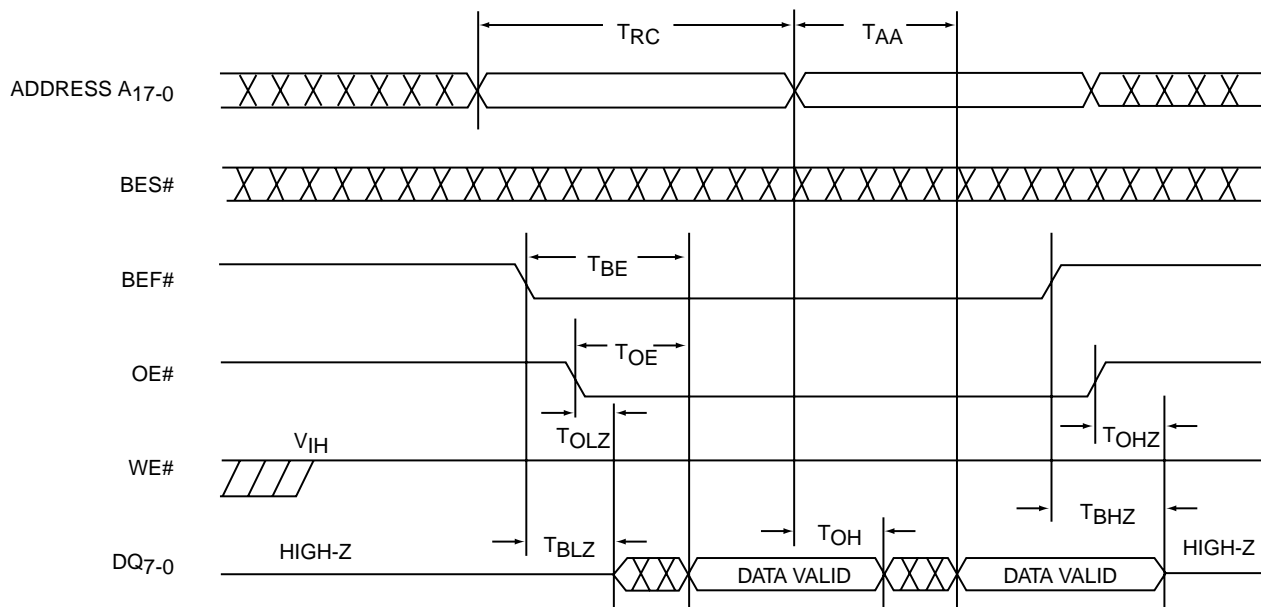 TRC TAA
ADDRESS A17-0
BES#
BEF# TBE
OE# TOE
TOLZ TOHZ
WE# VIH
TBHZ
DQ7-0 HIGH-Z TBLZ TOH HIGH-Z
DATA VALID DATA VALID